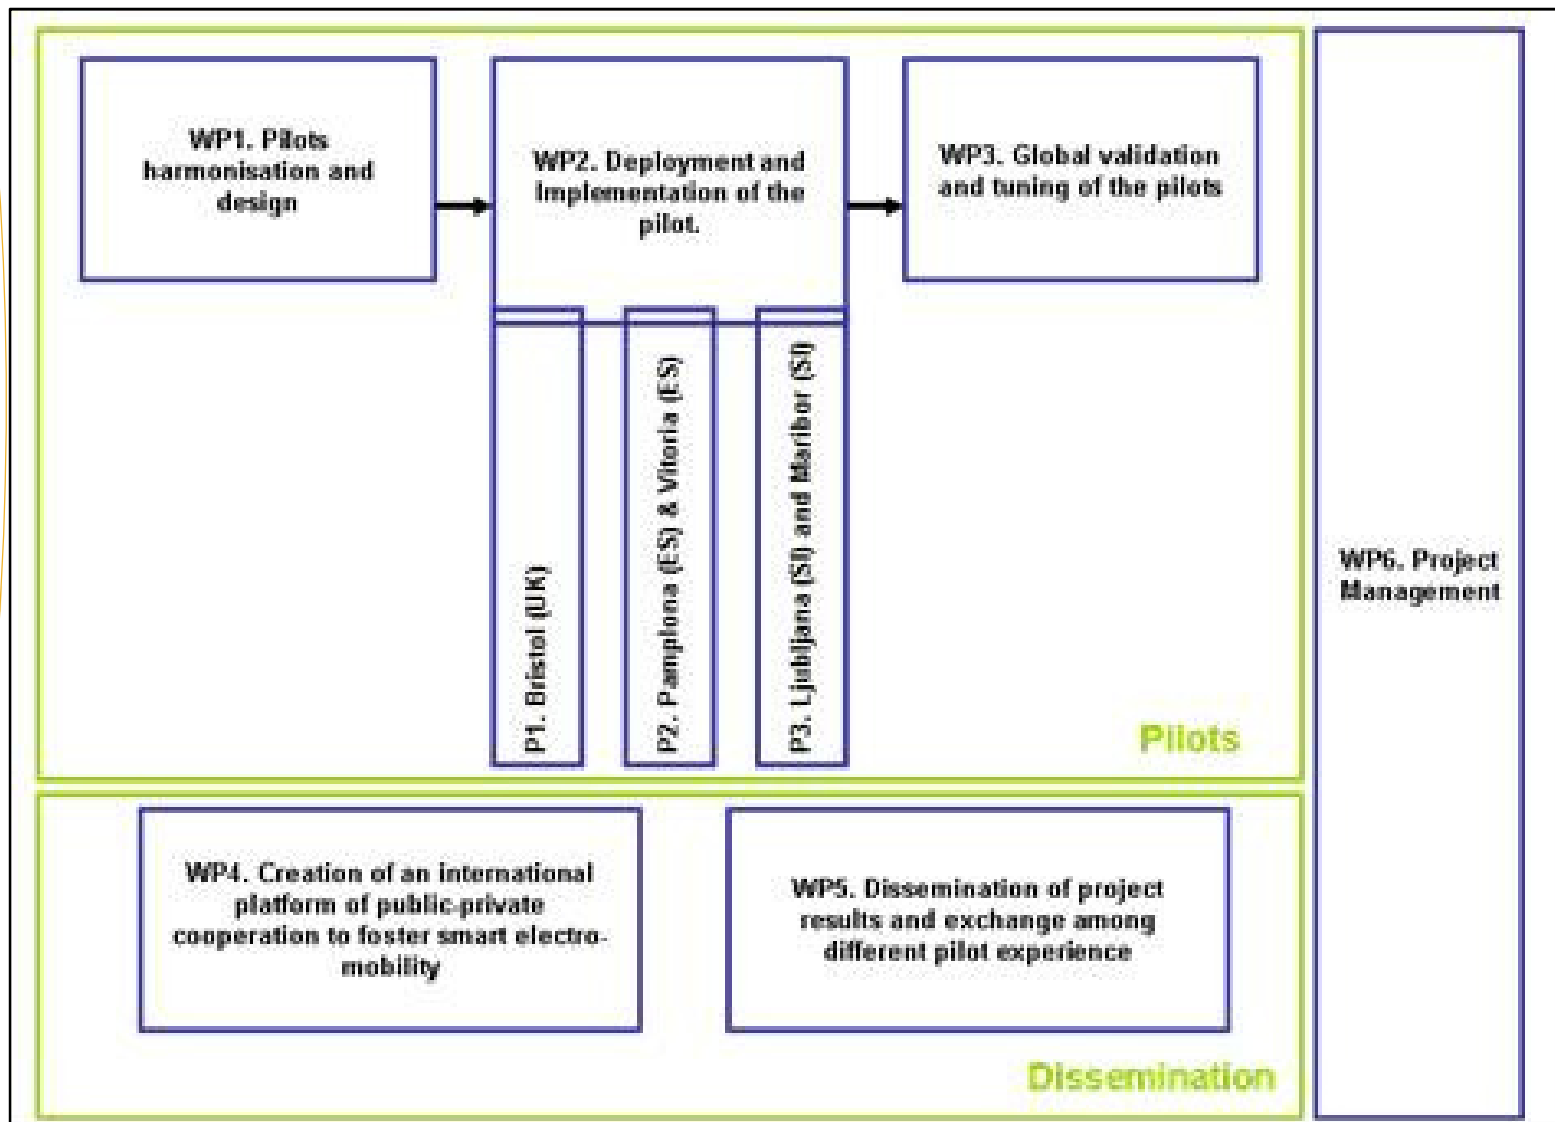 WP1. Pilots
harmonisation and
design
WP2. Deployment and
Implementation of the
pilot.
WP3. Global validation
and tuning of the pilots
P1. Bristol (UK)
P2. Pamplona (ES) & Vitoria (ES)
P3. Ljubljana (SI) and Maribor (SI)
Pilots
WP6. Project
Management
WP4. Creation of an international
platform of public-private
cooperation to foster smart electro-
mobility
WP5. Dissemination of project
results and exchange among
different pilot experience
Dissemination